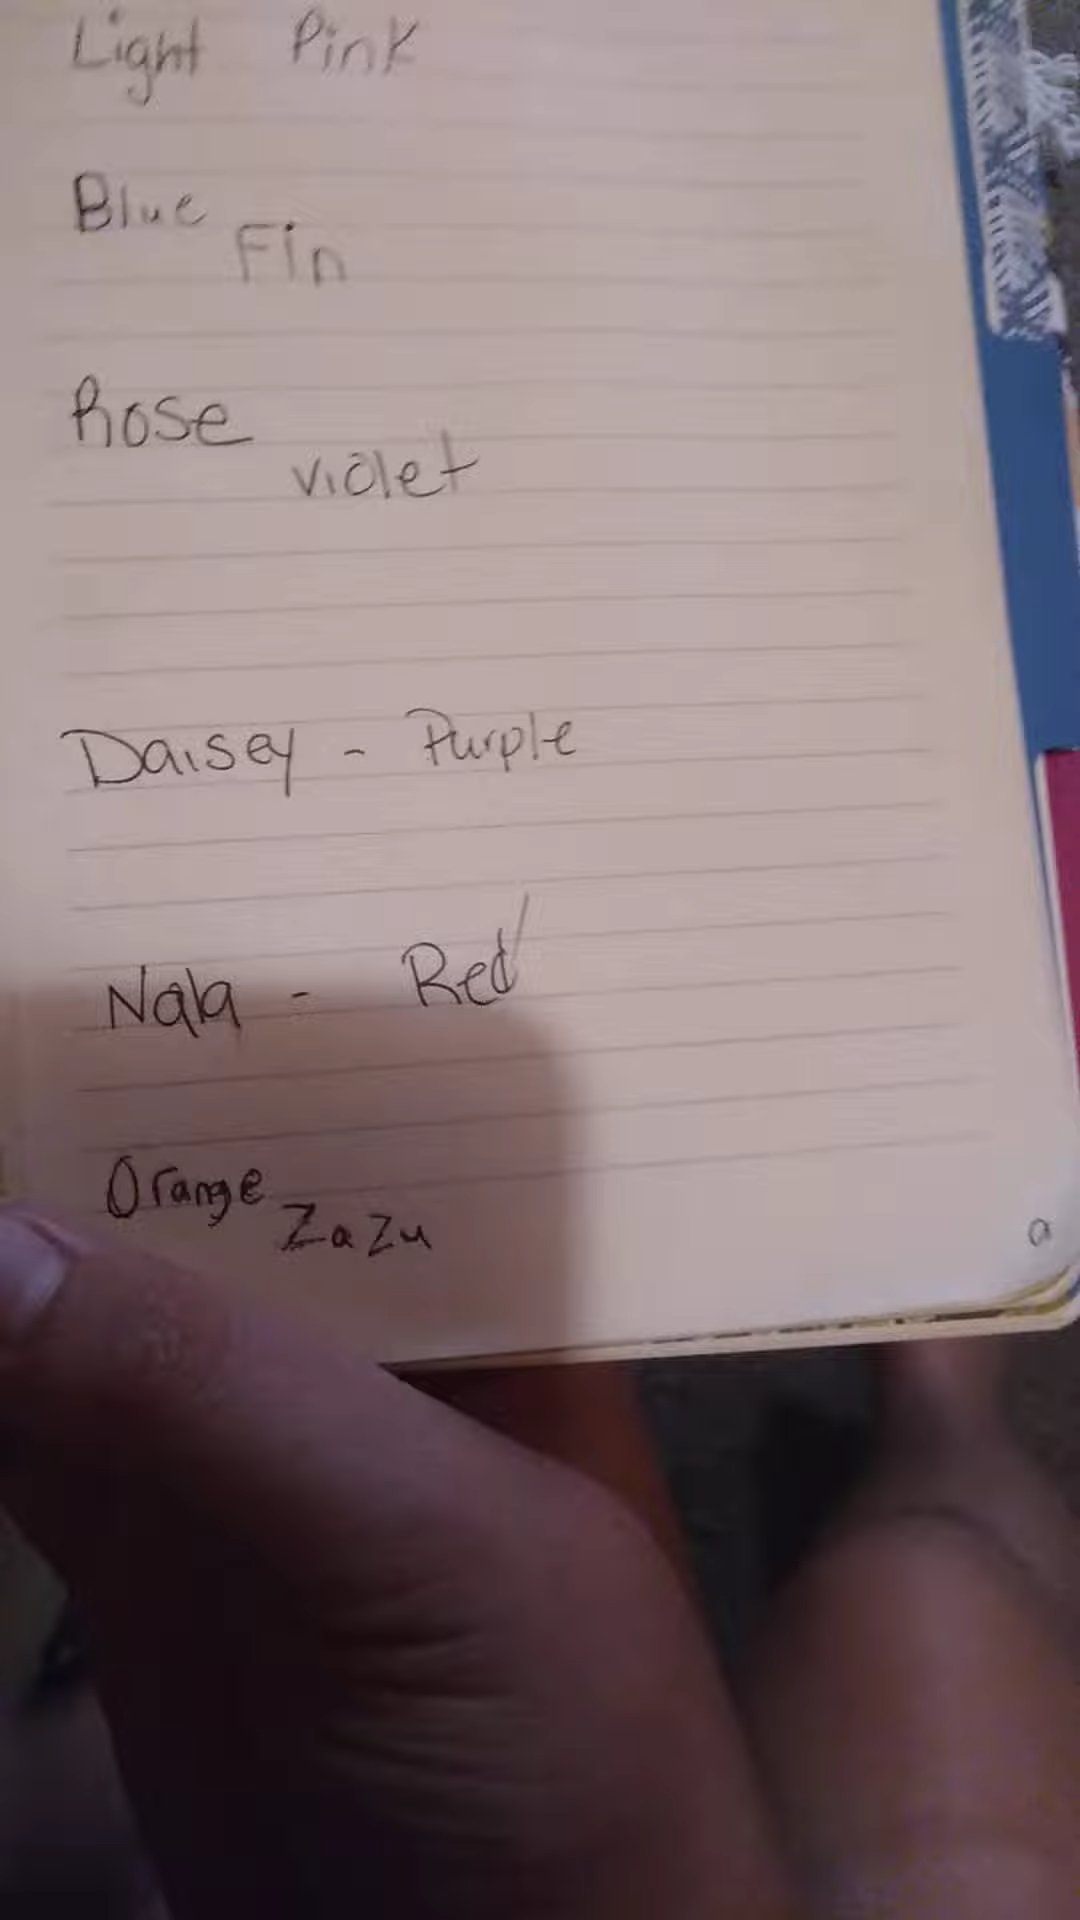 Light Pink
Blue
Fin
Rose
Violet
Daisey - Purple
Nala - Red
Orange
Zazu
a